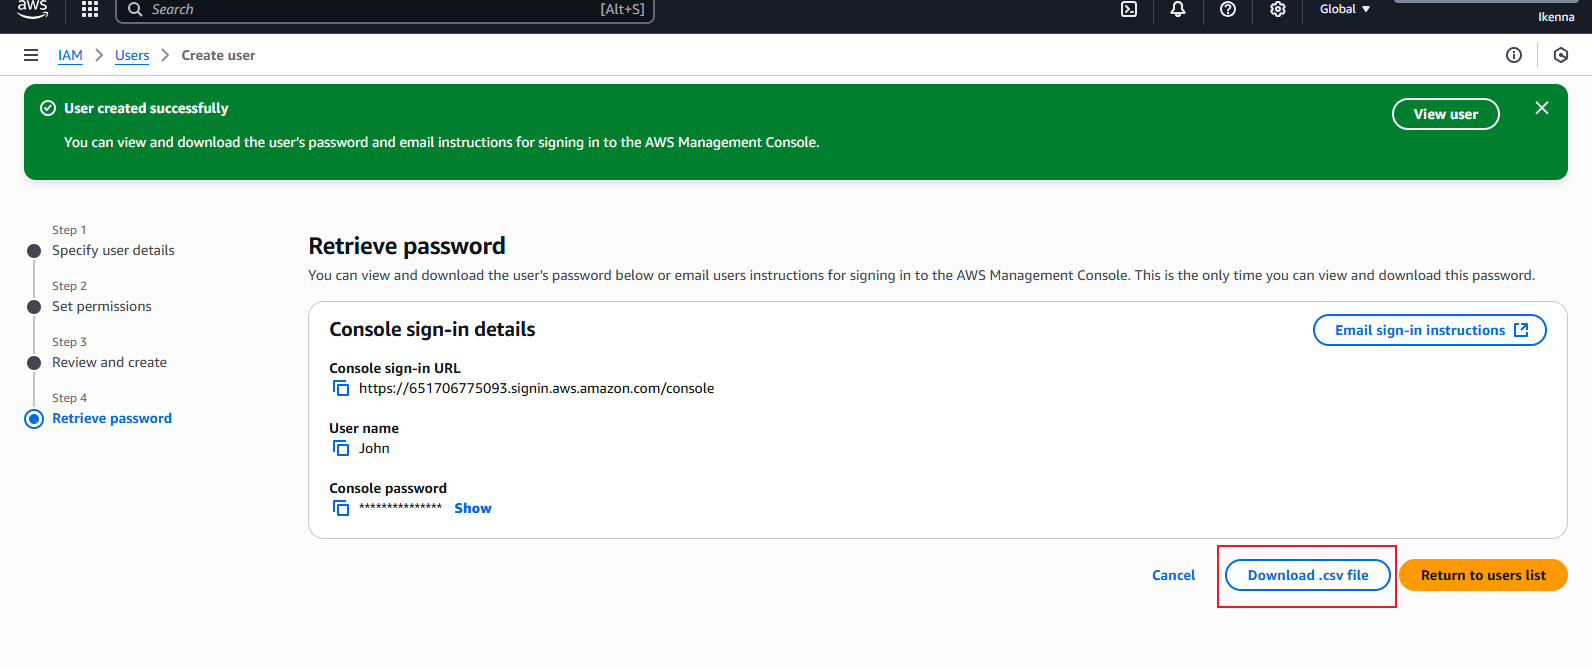 aws
Search [Alt+S]
Global
Ikenna
IAM > Users > Create user
User created successfully
View user
You can view and download the user's password and email instructions for signing in to the AWS Management Console.
Step 1
Specify user details
Step 2
Set permissions
Step 3
Review and create
Step 4
Retrieve password
Retrieve password
You can view and download the user's password below or email users instructions for signing in to the AWS Management Console. This is the only time you can view and download this password.
Console sign-in details
Email sign-in instructions
Console sign-in URL
https://651706775093.signin.aws.amazon.com/console
User name
John
Console password
*************** Show
Cancel
Download .csv file
Return to users list